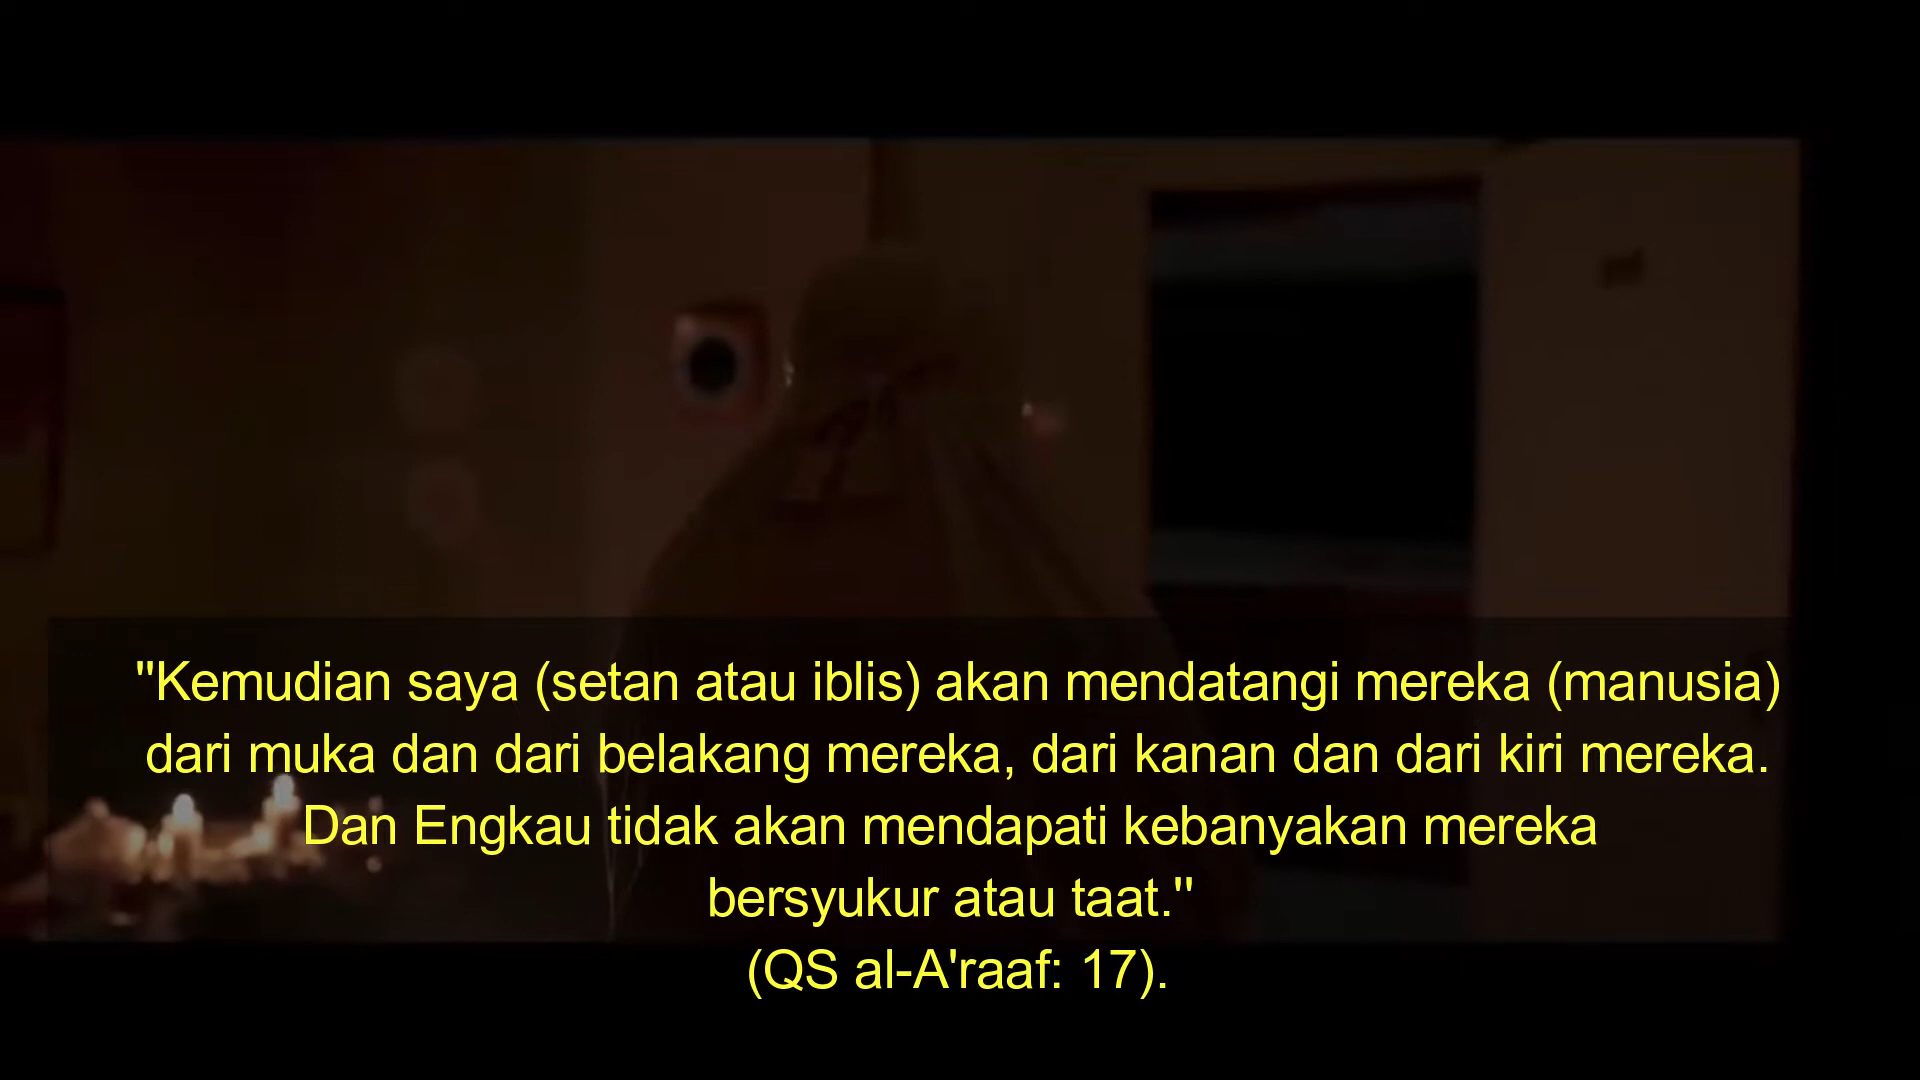 "Kemudian saya (setan atau iblis) akan mendatangi mereka (manusia)
dari muka dan dari belakang mereka, dari kanan dan dari kiri mereka.
Dan Engkau tidak akan mendapati kebanyakan mereka
bersyukur atau taat."
(QS al-A'raaf: 17).